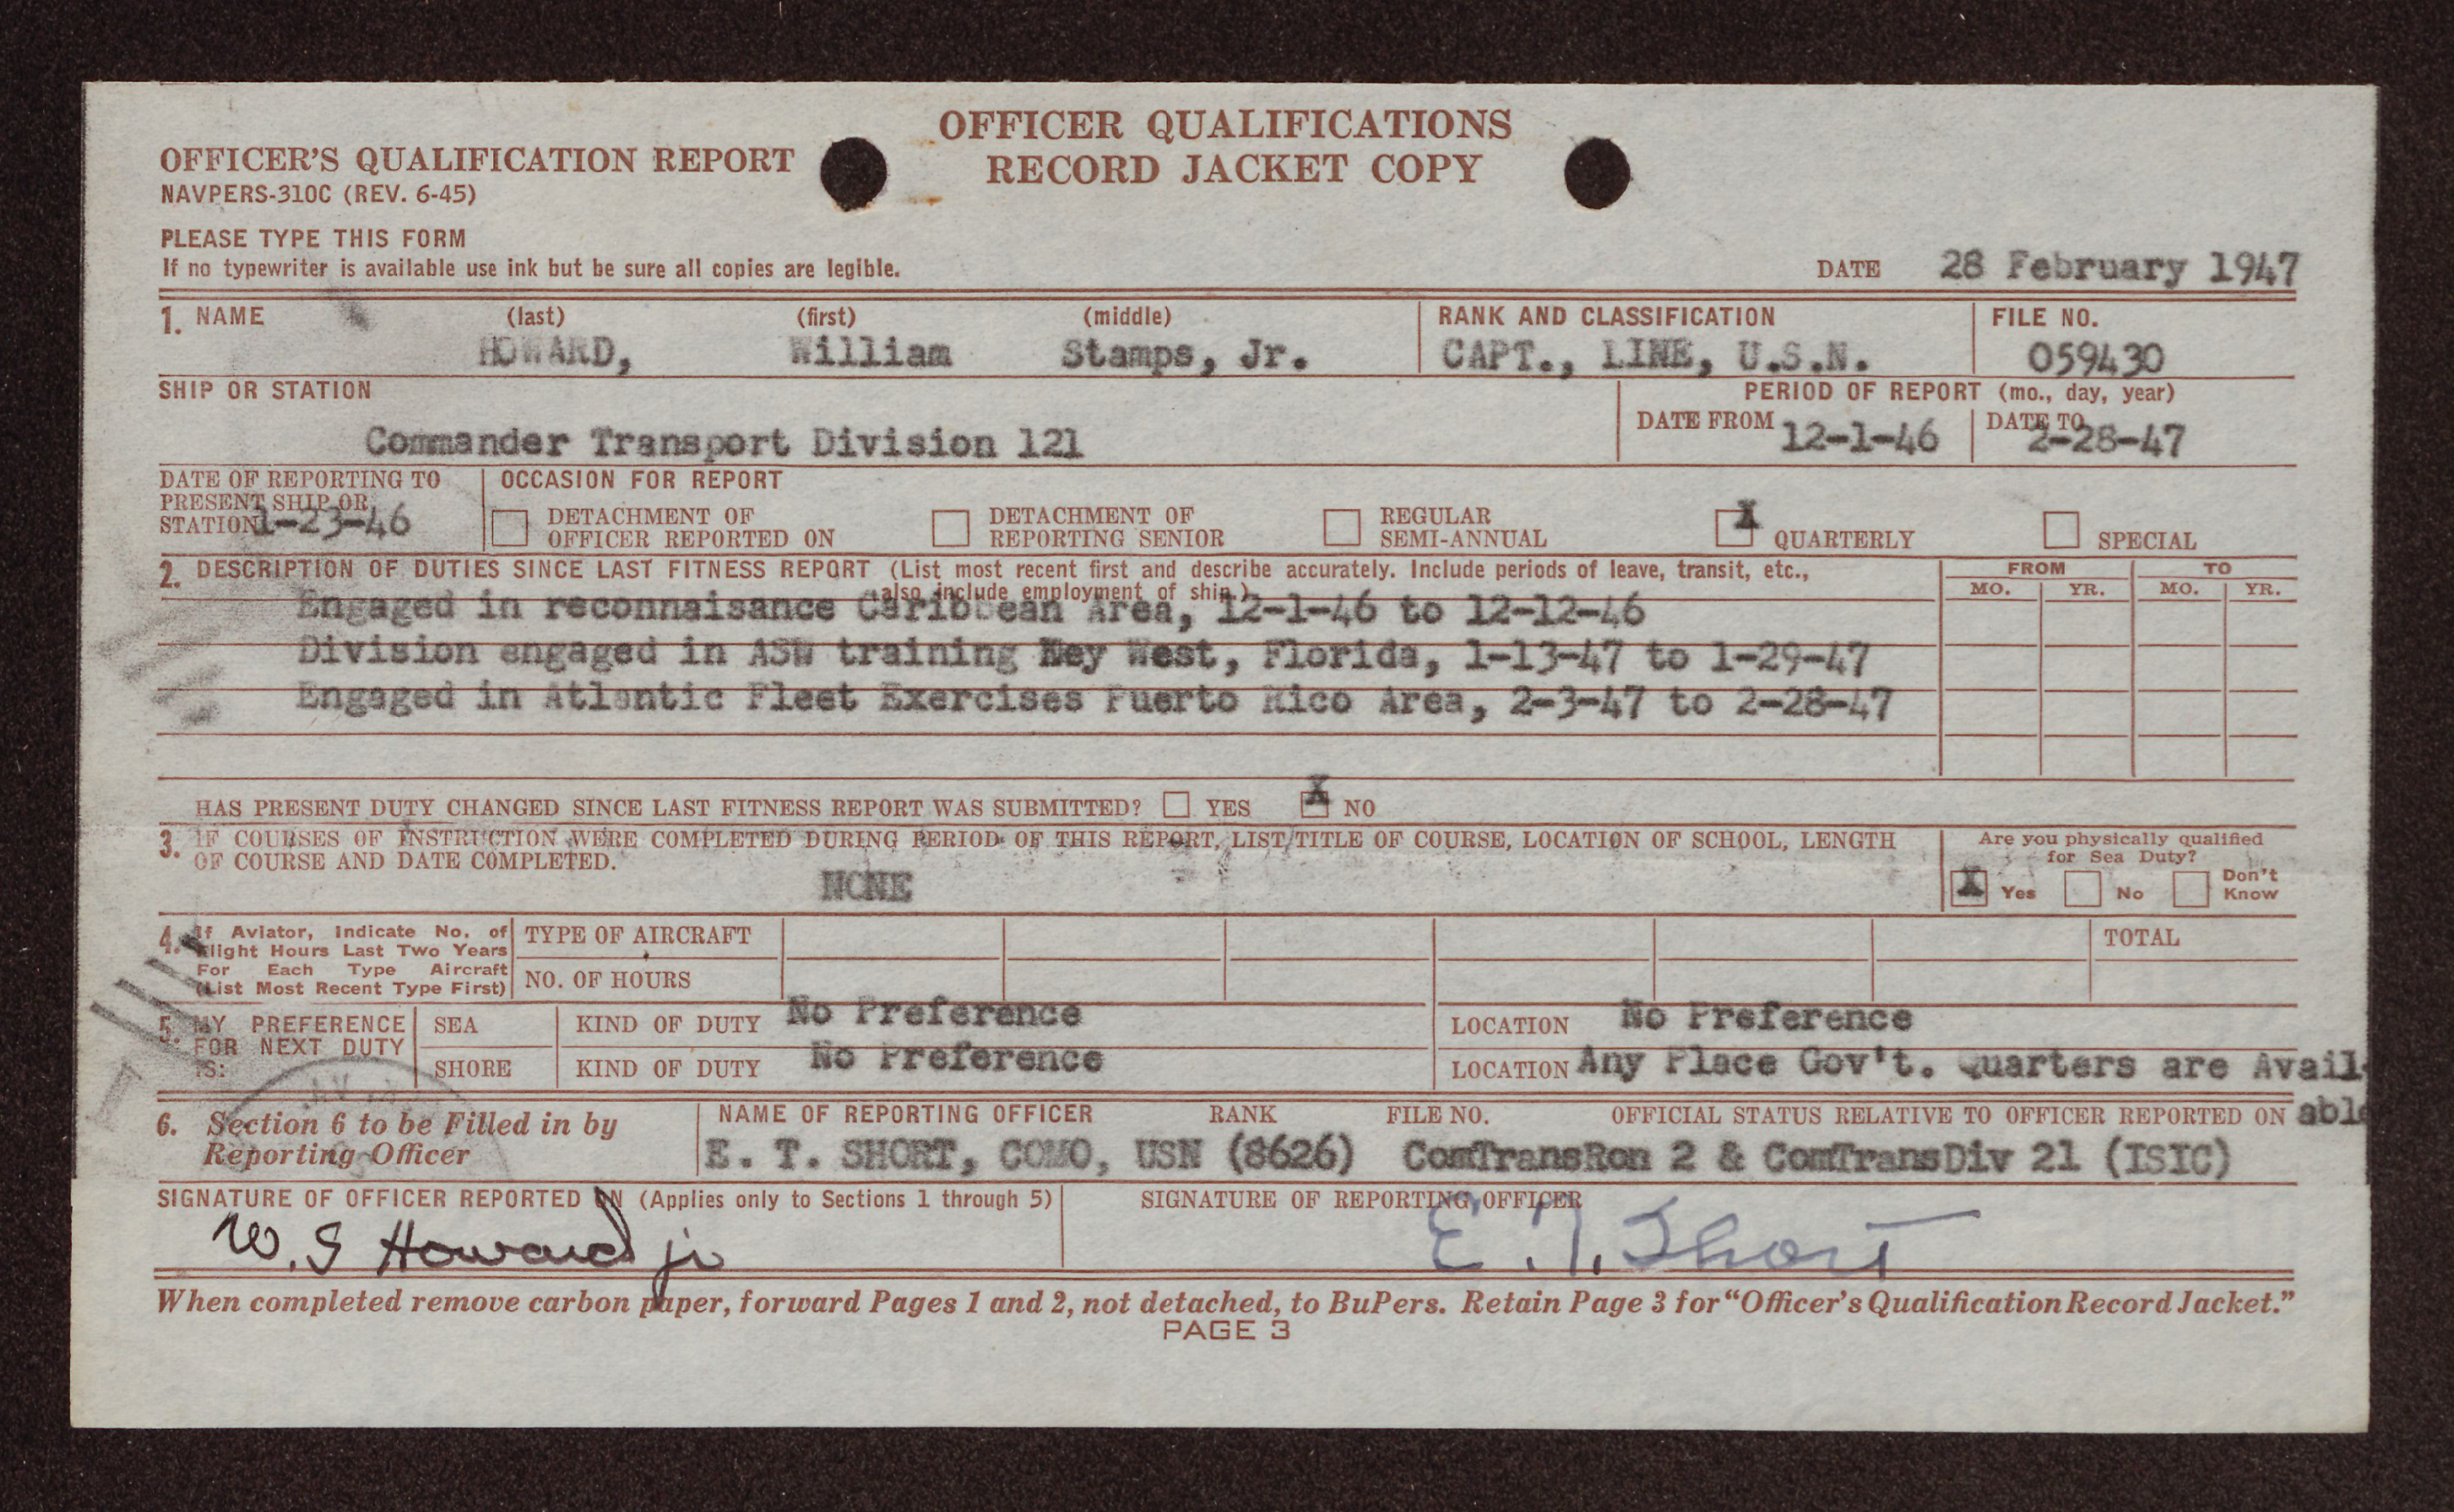 OFFICER QUALIFICATIONS
RECORD JACKET COPY
OFFICER'S QUALIFICATION REPORT
NAVPERS-310C (REV. 6-45)
PLEASE TYPE THIS FORM
If no typewriter is available use ink but be sure all copies are legible.
DATE 28 February 1947
1. NAME (last) (first) (middle) RANK AND CLASSIFICATION FILE NO.
HOWARD, William Stamps, Jr. CAPT., LINE, U.S.N. 059430
SHIP OR STATION PERIOD OF REPORT (mo., day, year)
Commander Transport Division 121 DATE FROM 12-1-46 DATE TO 2-28-47
DATE OF REPORTING TO PRESENT SHIP OR STATION 1-23-46
OCCASION FOR REPORT
DETACHMENT OF OFFICER REPORTED ON
DETACHMENT OF REPORTING SENIOR
REGULAR SEMI-ANNUAL
X QUARTERLY
SPECIAL
2. DESCRIPTION OF DUTIES SINCE LAST FITNESS REPORT (List most recent first and describe accurately. Include periods of leave, transit, etc.,
also include employment of ship.)
FROM TO
MO. YR. MO. YR.
Engaged in reconnaisance Caribbean Area, 12-1-46 to 12-12-46
Division engaged in ASW training Key West, Florida, 1-13-47 to 1-29-47
Engaged in Atlantic Fleet Exercises Puerto Rico Area, 2-3-47 to 2-28-47
HAS PRESENT DUTY CHANGED SINCE LAST FITNESS REPORT WAS SUBMITTED? YES X NO
3. IF COURSES OF INSTRUCTION WERE COMPLETED DURING PERIOD OF THIS REPORT, LIST TITLE OF COURSE, LOCATION OF SCHOOL, LENGTH
OF COURSE AND DATE COMPLETED.
NONE
Are you physically qualified
for Sea Duty?
X Yes No Don't Know
4. If Aviator, Indicate No. of
Flight Hours Last Two Years
For Each Type Aircraft
(List Most Recent Type First)
TYPE OF AIRCRAFT TOTAL
NO. OF HOURS
5. MY PREFERENCE
FOR NEXT DUTY
IS:
SEA KIND OF DUTY No Preference LOCATION No Preference
SHORE KIND OF DUTY No Preference LOCATION Any Place Gov't. Quarters are Avail-
able
6. Section 6 to be Filled in by
Reporting Officer
NAME OF REPORTING OFFICER RANK FILE NO. OFFICIAL STATUS RELATIVE TO OFFICER REPORTED ON
E. T. SHORT, COMO, USN (8626) ComTransRon 2 & ComTransDiv 21 (ISIC)
SIGNATURE OF OFFICER REPORTED ON (Applies only to Sections 1 through 5) SIGNATURE OF REPORTING OFFICER
W. S Howard jr E. T. Short
When completed remove carbon paper, forward Pages 1 and 2, not detached, to BuPers. Retain Page 3 for "Officer's Qualification Record Jacket."
PAGE 3